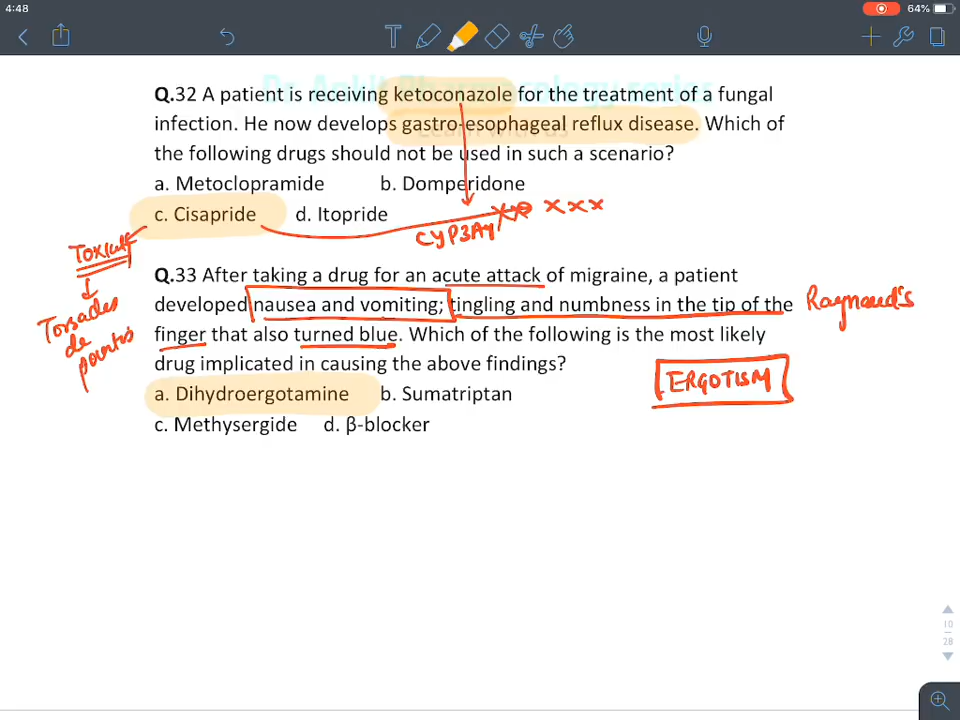 4:48
64%
Q.32 A patient is receiving ketoconazole for the treatment of a fungal
infection. He now develops gastro-esophageal reflux disease. Which of
the following drugs should not be used in such a scenario?
a. Metoclopramide b. Domperidone
c. Cisapride d. Itopride
CYP3A4
xxx
Toxicity
Torsades
de
pointes
Q.33 After taking a drug for an acute attack of migraine, a patient
developed nausea and vomiting; tingling and numbness in the tip of the
Raynaud's
finger that also turned blue. Which of the following is the most likely
drug implicated in causing the above findings?
ERGOTISM
a. Dihydroergotamine b. Sumatriptan
c. Methysergide d. β-blocker
10
28